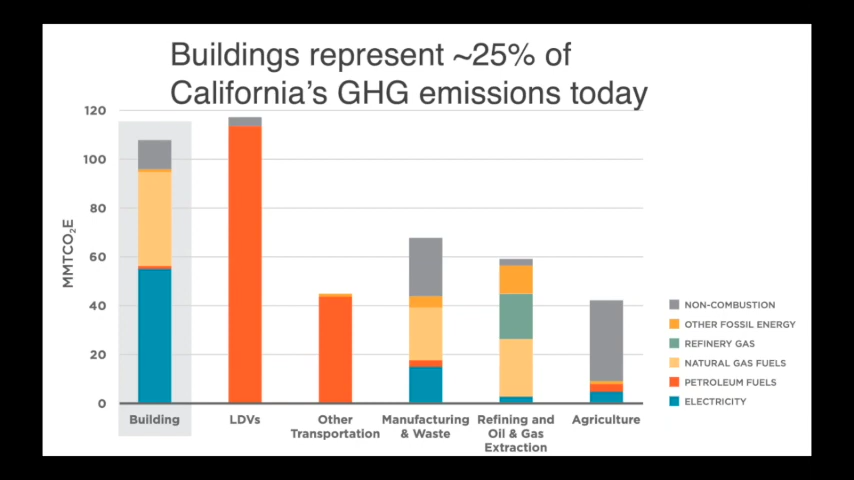 Buildings represent ~25% of
California's GHG emissions today
120
100
80
60
40
20
0
MMTCO₂E
Building
LDVs
Other
Transportation
Manufacturing
& Waste
Refining and
Oil & Gas
Extraction
Agriculture
NON-COMBUSTION
OTHER FOSSIL ENERGY
REFINERY GAS
NATURAL GAS FUELS
PETROLEUM FUELS
ELECTRICITY